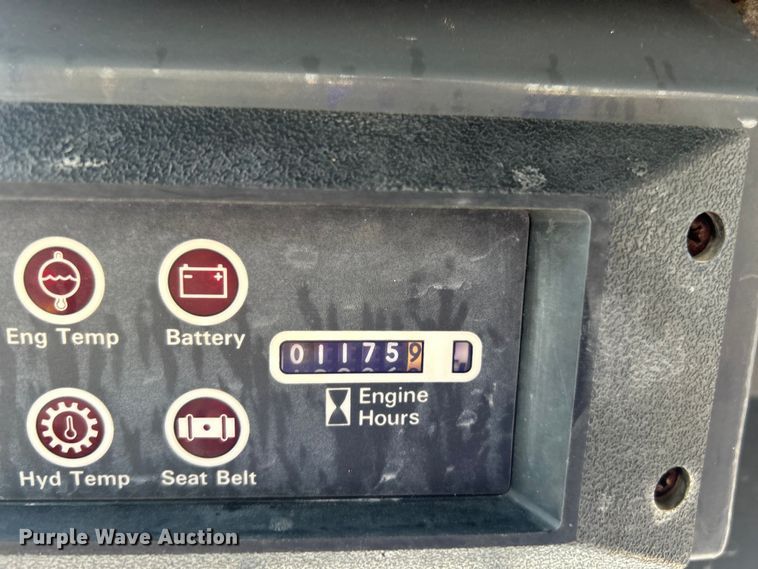 Eng Temp
Battery
- +
011759
Engine
Hours
Hyd Temp
Seat Belt
Purple Wave Auction